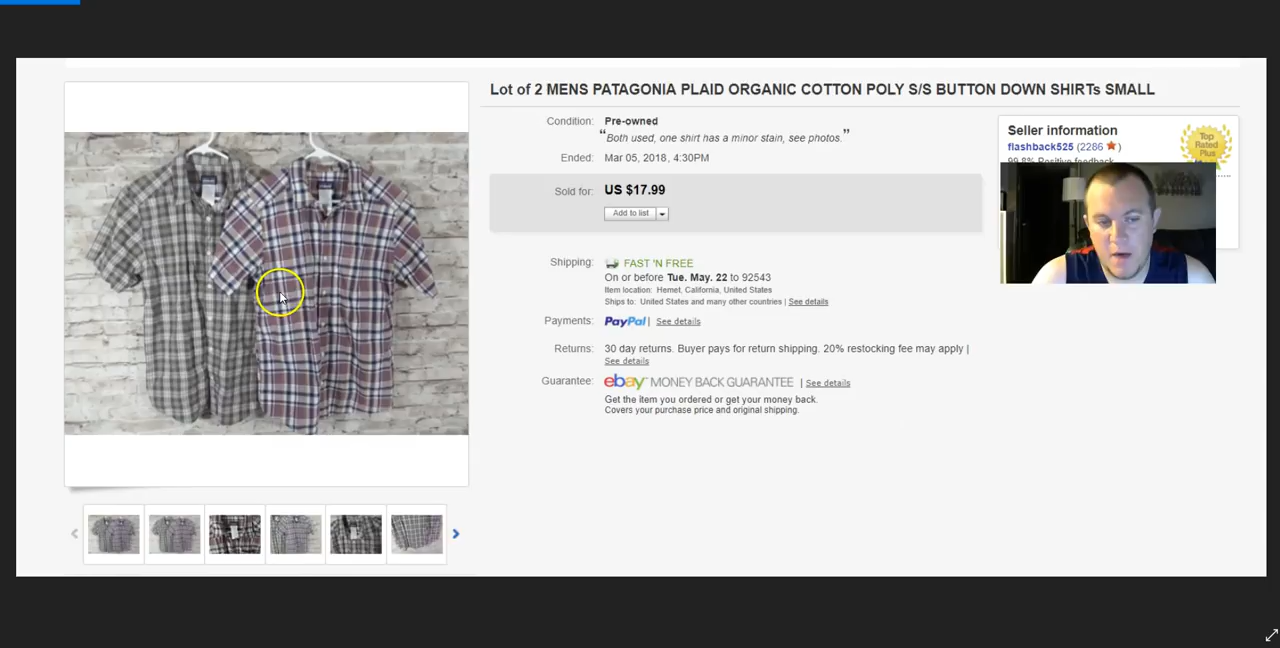 Lot of 2 MENS PATAGONIA PLAID ORGANIC COTTON POLY S/S BUTTON DOWN SHIRTs SMALL
Condition: Pre-owned
“Both used, one shirt has a minor stain, see photos.”
Ended: Mar 05, 2018, 4:30PM
Sold for: US $17.99
Add to list
Shipping: FAST 'N FREE
On or before Tue. May. 22 to 92543
Item location: Hemet, California, United States
Ships to: United States and many other countries | See details
Payments: PayPal | See details
Returns: 30 day returns. Buyer pays for return shipping. 20% restocking fee may apply |
See details
Guarantee: ebay MONEY BACK GUARANTEE | See details
Get the item you ordered or get your money back.
Covers your purchase price and original shipping.
Seller information
flashback525 (2286 )
99.8% Positive feedback
Top
Rated
Plus